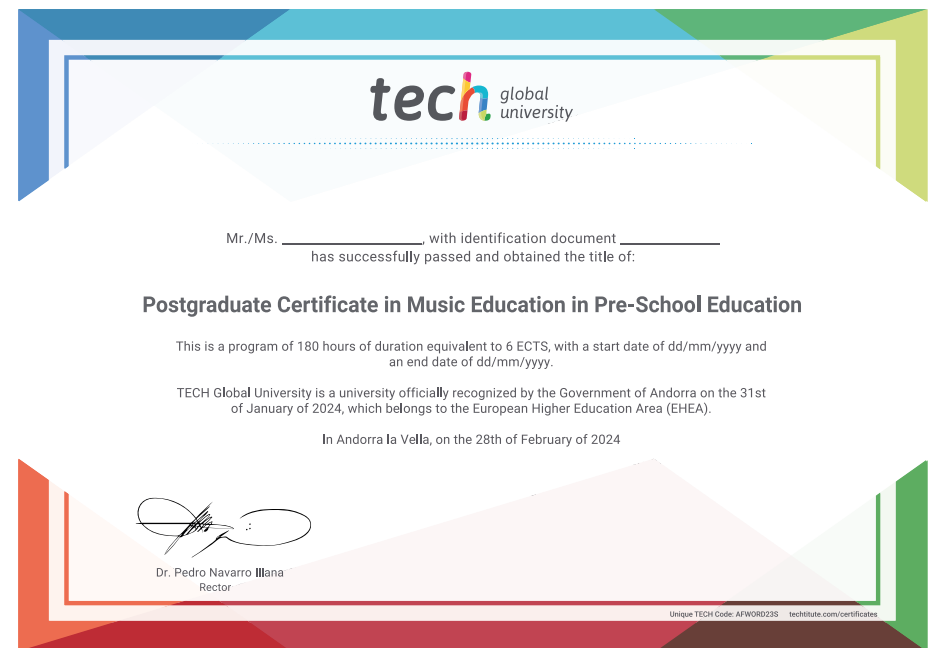 tech global
university
Mr./Ms. ____________, with identification document ____________
has successfully passed and obtained the title of:
Postgraduate Certificate in Music Education in Pre-School Education
This is a program of 180 hours of duration equivalent to 6 ECTS, with a start date of dd/mm/yyyy and
an end date of dd/mm/yyyy.
TECH Global University is a university officially recognized by the Government of Andorra on the 31st
of January of 2024, which belongs to the European Higher Education Area (EHEA).
In Andorra la Vella, on the 28th of February of 2024
Dr. Pedro Navarro Illana
Rector
Unique TECH Code: AFWORD23S techtitute.com/certificates